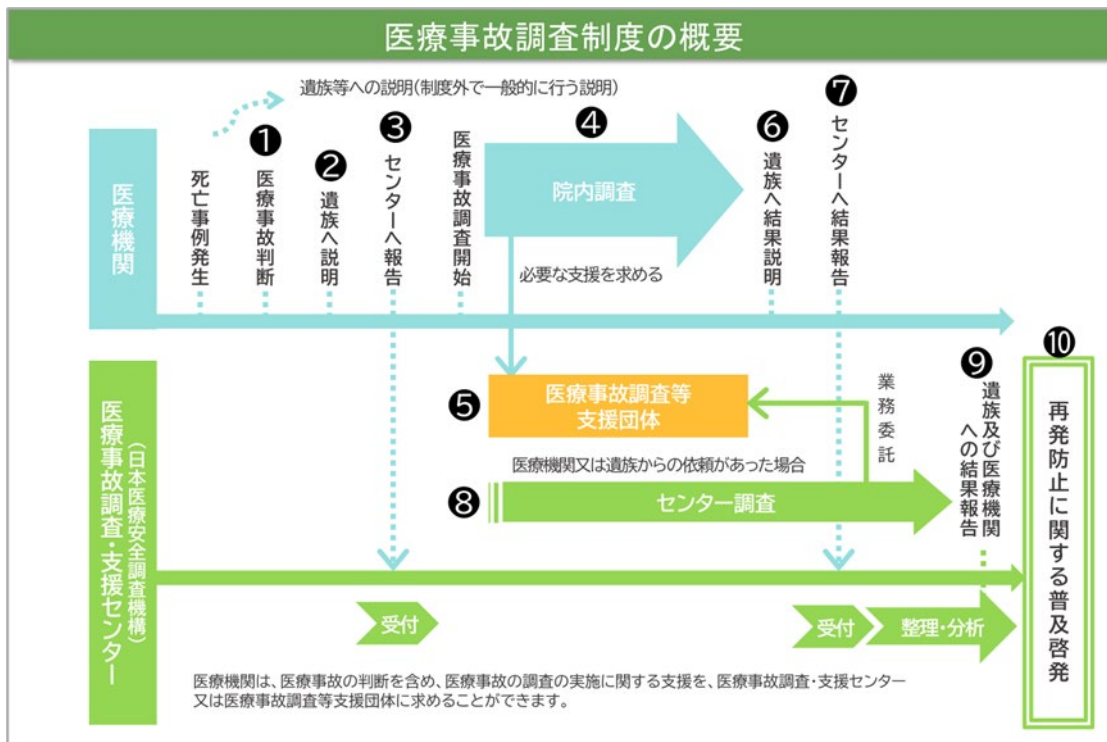 医療事故調査制度の概要
遺族等への説明(制度外で一般的に行う説明)
医療機関
死亡事例発生
❶
医療事故判断
❷
遺族へ説明
❸
センターへ報告
医療事故調査開始
❹
院内調査
必要な支援を求める
❻
遺族へ結果説明
❼
センターへ結果報告
医療事故調査・支援センター
(日本医療安全調査機構)
❺
医療事故調査等
支援団体
業務委託
医療機関又は遺族からの依頼があった場合
❽
センター調査
❾
遺族及び医療機関
への結果報告
❿
再発防止に関する普及啓発
受付
受付
整理・分析
医療機関は、医療事故の判断を含め、医療事故の調査の実施に関する支援を、医療事故調査・支援センター
又は医療事故調査等支援団体に求めることができます。